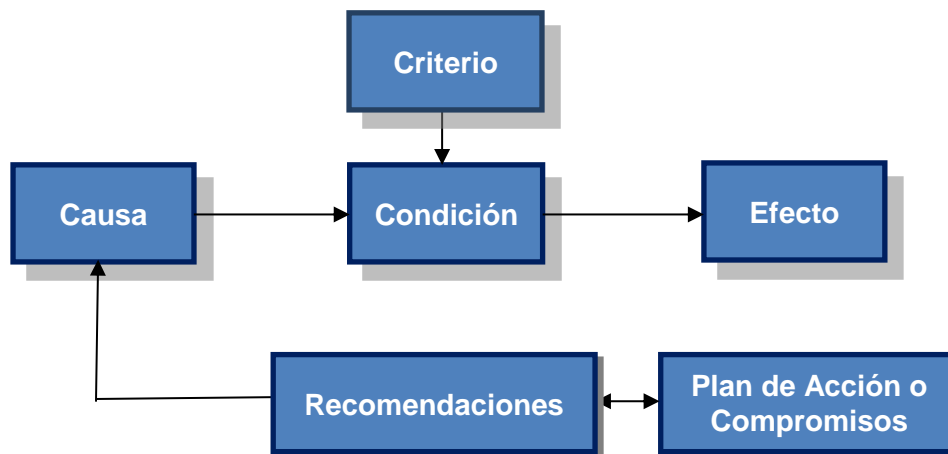 Criterio
Causa
Condición
Efecto
Recomendaciones
Plan de Acción o
Compromisos